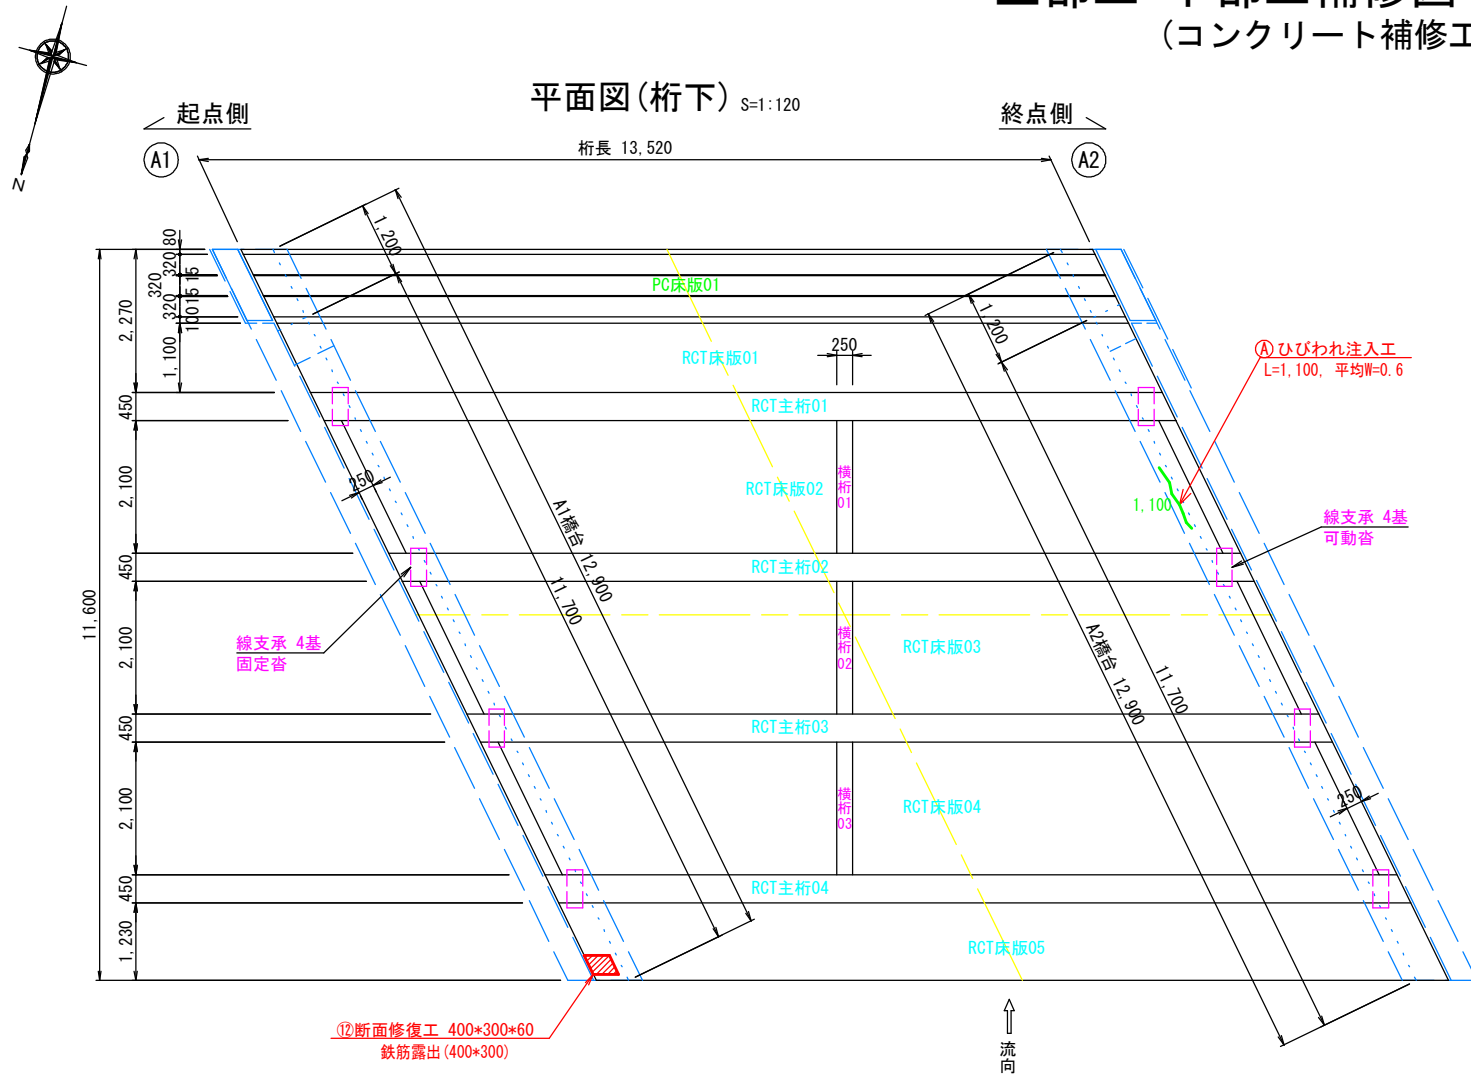 (コンクリート補修工
平面図(桁下) S=1:120
起点側
終点側
A1
桁長 13,520
A2
N
80
320
15
320
15
320
100
2,270
1,100
1,200
1,200
PC床版01
RCT床版01
250
Ⓐひびわれ注入工
L=1,100, 平均W=0.6
450
RCT主桁01
2,100
250
RCT床版02
横桁01
1,100
A1橋台 12,900
11,700
線支承 4基
可動沓
450
RCT主桁02
11,600
線支承 4基
固定沓
2,100
横桁02
RCT床版03
A2橋台 12,900
11,700
450
RCT主桁03
2,100
横桁03
RCT床版04
250
450
RCT主桁04
1,230
RCT床版05
⑫断面修復工 400*300*60
鉄筋露出(400*300)
流向